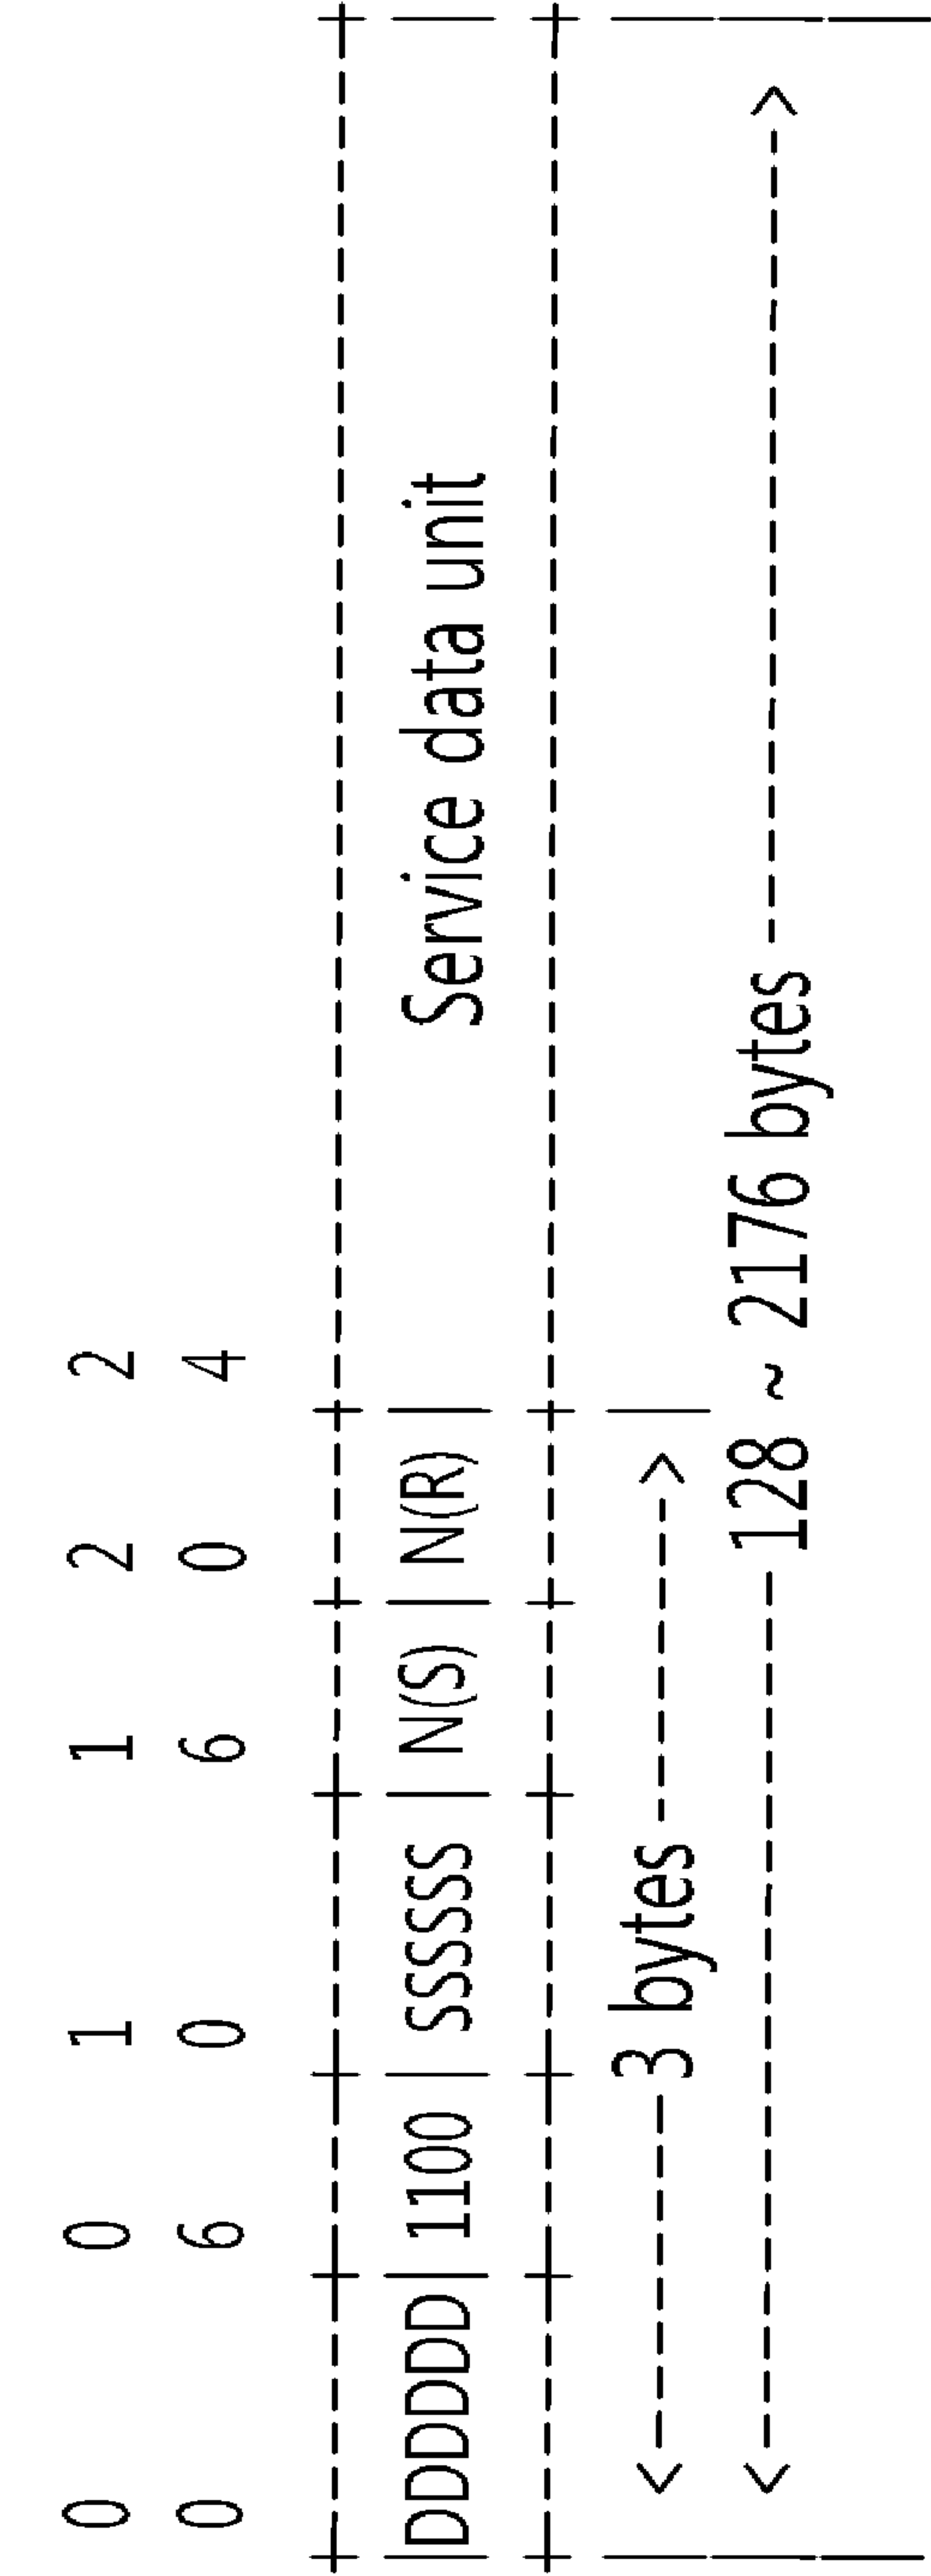 0 0 1 1 2 2
0 6 0 6 0 4
+------+----+------+----+----+------------------------------+
|DDDDDD|1100|SSSSSS|N(S)|N(R)| Service data unit |
+------+----+------+----+----+------------------------------+
|<-------- 3 bytes -------->|
|<-------------------- 128 ~ 2176 bytes -------------------->|